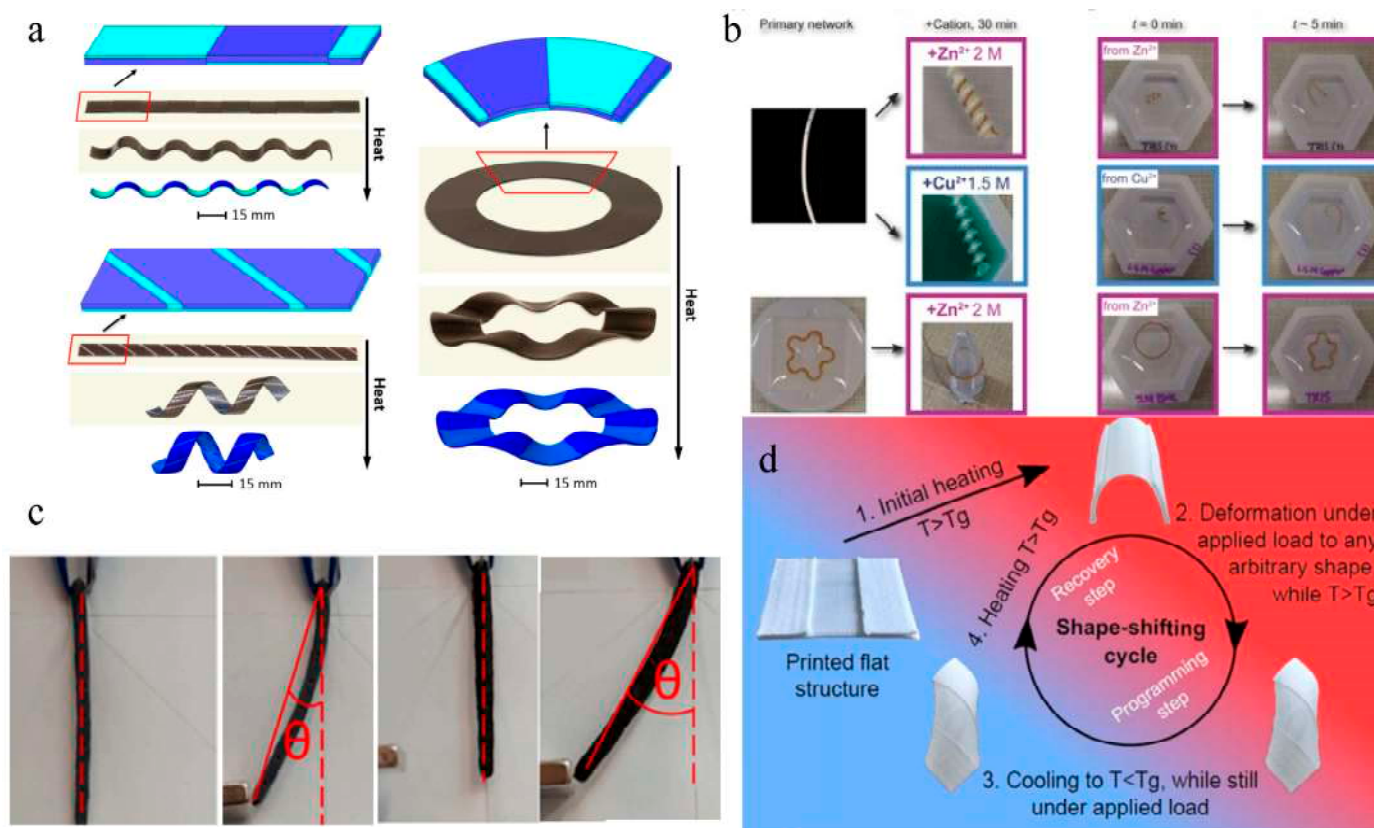 a
Heat
15 mm
Heat
15 mm
Heat
15 mm
b
Primary network
+Cation, 30 min
t = 0 min
t ~ 5 min
+Zn²⁺ 2 M
from Zn²⁺
+Cu²⁺ 1.5 M
from Cu²⁺
+Zn²⁺ 2 M
from Zn²⁺
TRIS
c
θ
θ
d
1. Initial heating
T>Tg
2. Deformation under
applied load to any
arbitrary shape
while T>Tg
4. Heating T>Tg
Recovery
step
Shape-shifting
cycle
Programming
step
Printed flat
structure
3. Cooling to T<Tg, while still
under applied load